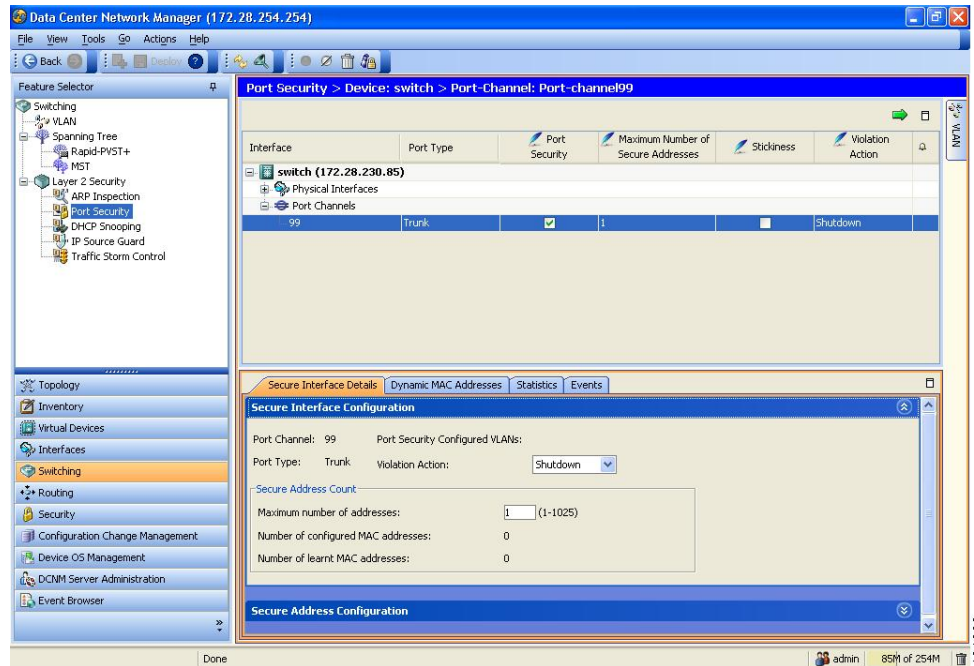 Data Center Network Manager (172.28.254.254)
File View Tools Go Actions Help
Back Deploy
Feature Selector
Switching
VLAN
Spanning Tree
Rapid-PVST+
MST
Layer 2 Security
ARP Inspection
Port Security
DHCP Snooping
IP Source Guard
Traffic Storm Control
Topology
Inventory
Virtual Devices
Interfaces
Switching
Routing
Security
Configuration Change Management
Device OS Management
DCNM Server Administration
Event Browser
Port Security > Device: switch > Port-Channel: Port-channel99
Interface Port Type Port Security Maximum Number of Secure Addresses Stickiness Violation Action
switch (172.28.230.85)
Physical Interfaces
Port Channels
99 Trunk 1 Shutdown
VLAN
Secure Interface Details Dynamic MAC Addresses Statistics Events
Secure Interface Configuration
Port Channel: 99 Port Security Configured VLANs:
Port Type: Trunk Violation Action: Shutdown
Secure Address Count
Maximum number of addresses: 1 (1-1025)
Number of configured MAC addresses: 0
Number of learnt MAC addresses: 0
Secure Address Configuration
Done admin 85M of 254M